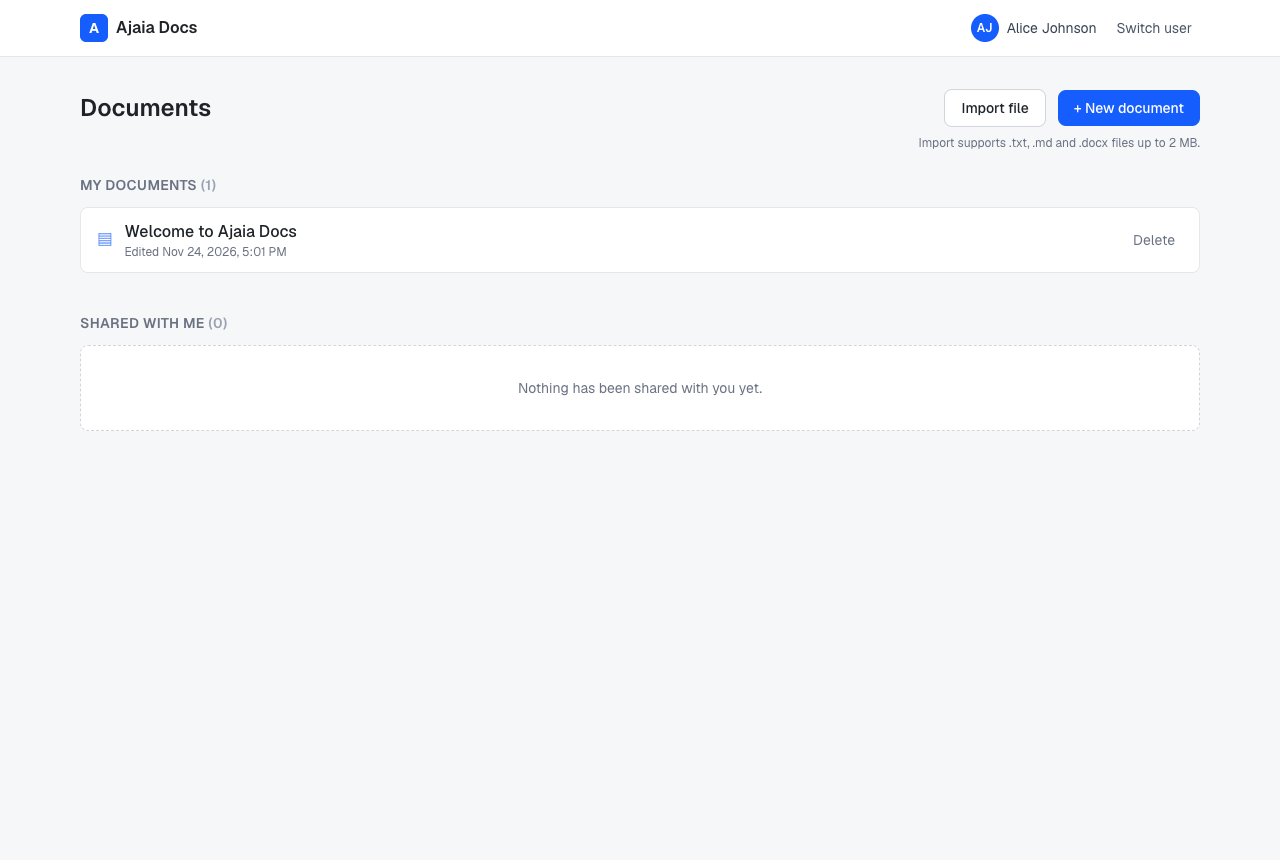 A Ajaia Docs
AJ Alice Johnson Switch user
Documents
Import file
+ New document
Import supports .txt, .md and .docx files up to 2 MB.
MY DOCUMENTS (1)
Welcome to Ajaia Docs
Edited Nov 24, 2026, 5:01 PM
Delete
SHARED WITH ME (0)
Nothing has been shared with you yet.